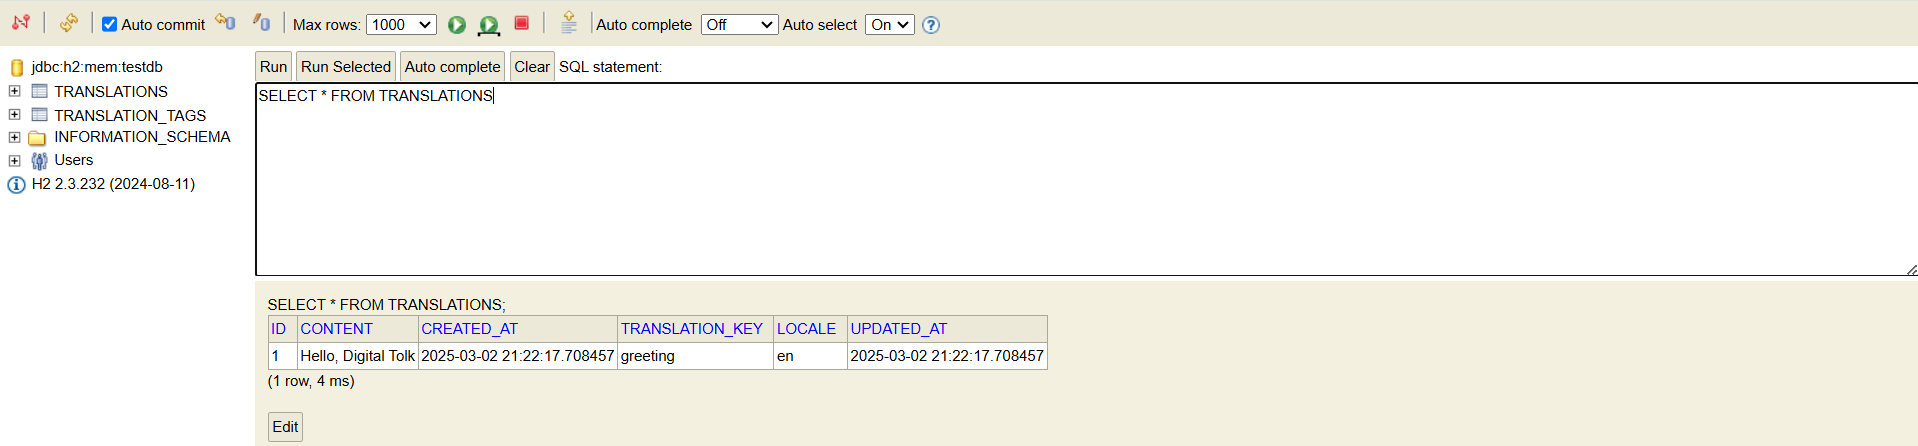 Auto commit Max rows: 1000 Auto complete Off Auto select On ?
jdbc:h2:mem:testdb
TRANSLATIONS
TRANSLATION_TAGS
INFORMATION_SCHEMA
Users
H2 2.3.232 (2024-08-11)
Run Run Selected Auto complete Clear SQL statement:
SELECT * FROM TRANSLATIONS
SELECT * FROM TRANSLATIONS;
ID CONTENT CREATED_AT TRANSLATION_KEY LOCALE UPDATED_AT
1 Hello, Digital Tolk 2025-03-02 21:22:17.708457 greeting en 2025-03-02 21:22:17.708457
(1 row, 4 ms)
Edit